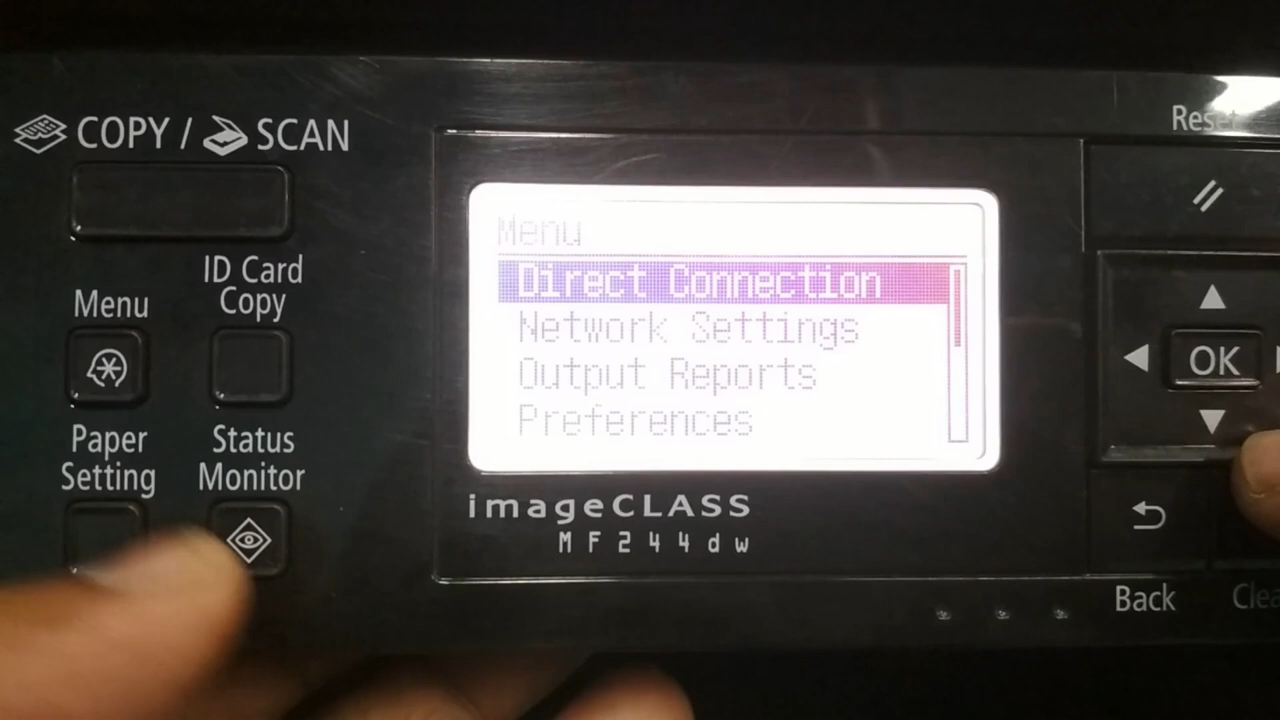 COPY / SCAN
Menu
ID Card
Copy
Paper
Setting
Status
Monitor
Menu
Direct Connection
Network Settings
Output Reports
Preferences
imageCLASS
MF244dw
Reset
OK
Back